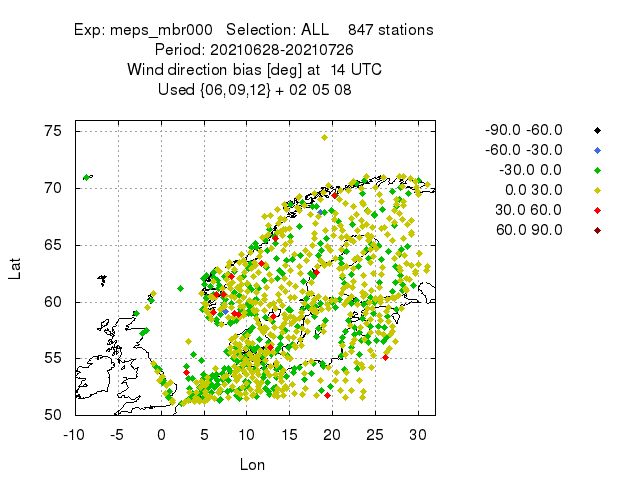 Exp: meps_mbr000   Selection: ALL    847 stations
Period: 20210628-20210726
Wind direction bias [deg] at  14 UTC
Used {06,09,12} + 02 05 08
-90.0 -60.0
-60.0 -30.0
-30.0 0.0
0.0 30.0
30.0 60.0
60.0 90.0
75
70
65
60
55
50
Lat
-10 -5 0 5 10 15 20 25 30
Lon